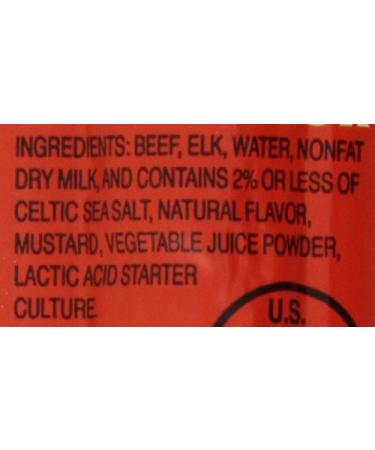 INGREDIENTS: BEEF, ELK, WATER, NONFAT
DRY MILK, AND CONTAINS 2% OR LESS OF
CELTIC SEA SALT, NATURAL FLAVOR,
MUSTARD, VEGETABLE JUICE POWDER,
LACTIC ACID STARTER
CULTURE.
U.S.